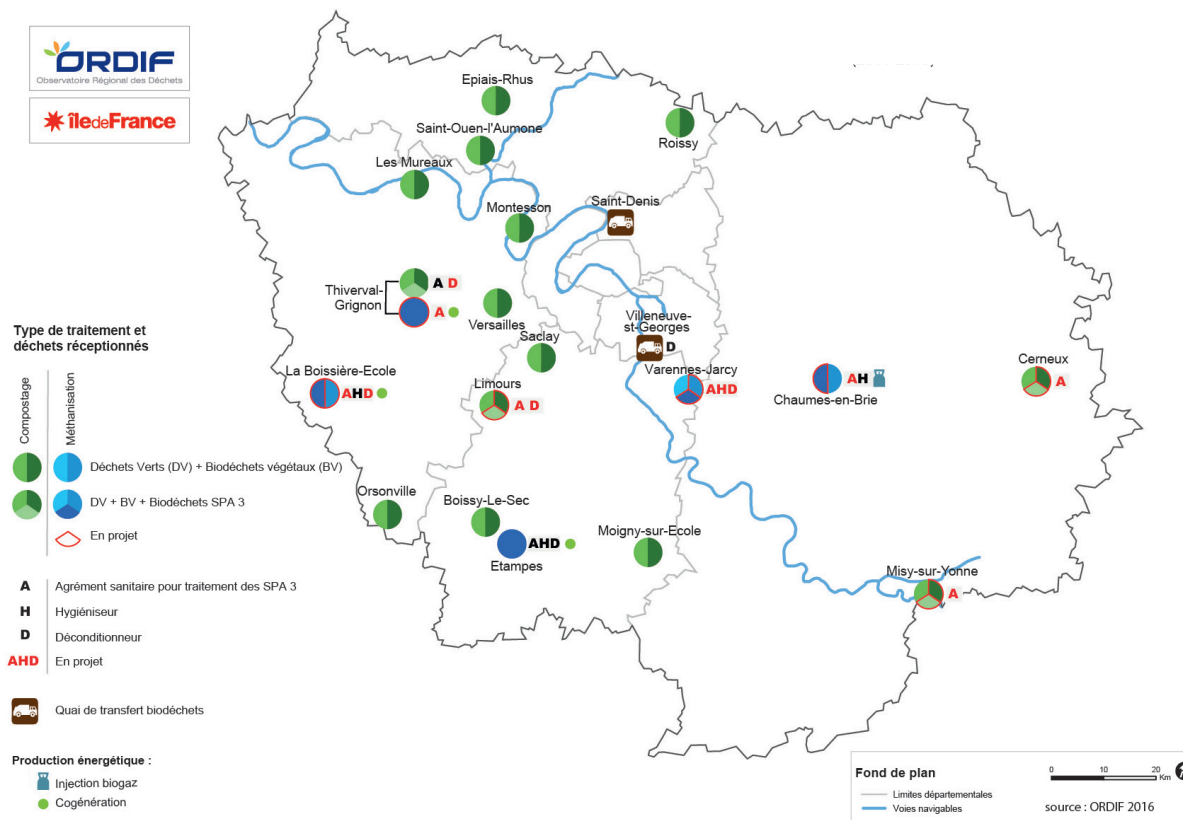 ORDIF
Observatoire Régional des Déchets
île de France
Epiais-Rhus
Saint-Ouen-l'Aumone
Roissy
Les Mureaux
Saint-Denis
Montesson
Thiverval-
Grignon
A D
A
Versailles
Villeneuve-
st-Georges
D
Saclay
La Boissière-Ecole
AHD
Limours
A D
Varennes-Jarcy
AHD
AH
Chaumes-en-Brie
Cerneux
A
Orsonville
Boissy-Le-Sec
AHD
Etampes
Moigny-sur-Ecole
Misy-sur-Yonne
A
Type de traitement et
déchets réceptionnés
Compostage
Méthanisation
Déchets Verts (DV) + Biodéchets végétaux (BV)
DV + BV + Biodéchets SPA 3
En projet
A Agrément sanitaire pour traitement des SPA 3
H Hygiéniseur
D Déconditionneur
AHD En projet
Quai de transfert biodéchets
Production énergétique :
Injection biogaz
Cogénération
Fond de plan
Limites départementales
Voies navigables
0 10 20
Km
source : ORDIF 2016